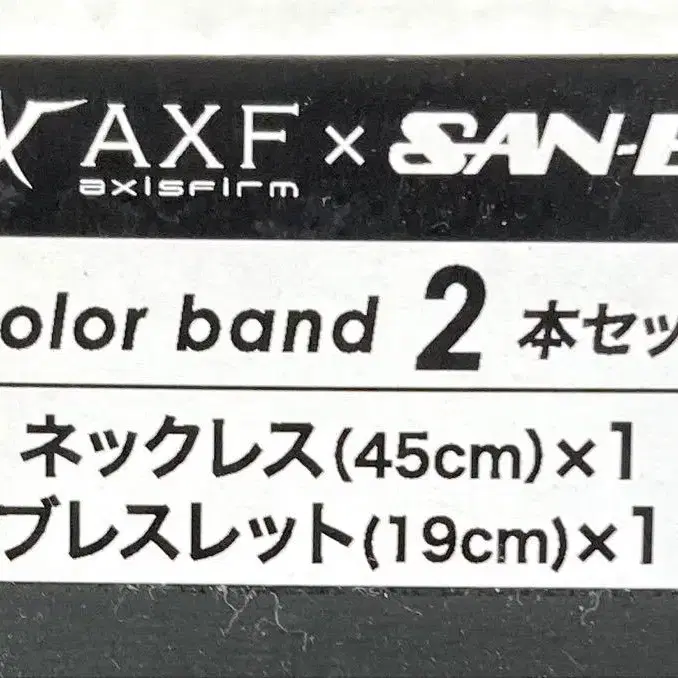 AXF × SAN-E
axisfirm
olor band 2 本セッ
ネックレス(45cm)×1
ブレスレット(19cm)×1